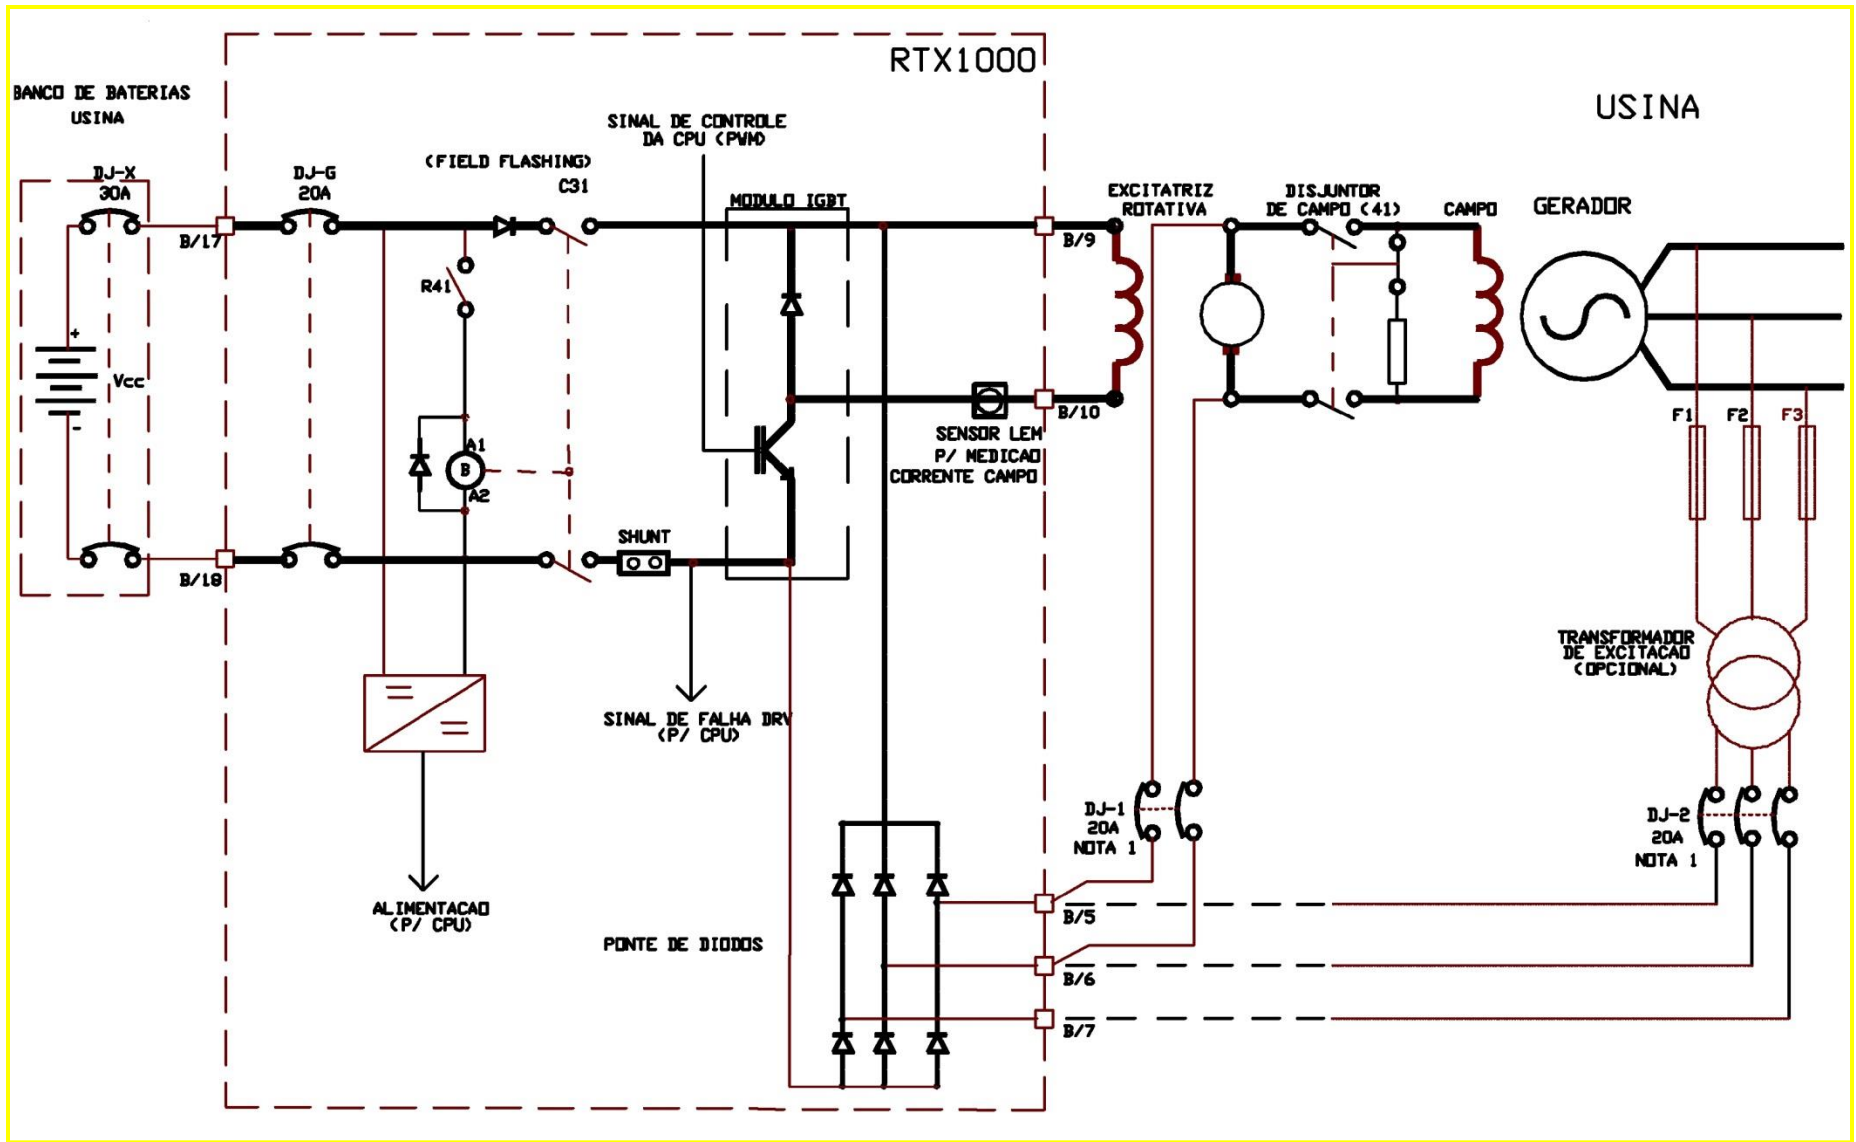 RTX1000
USINA
BANCO DE BATERIAS
USINA
DJ-X
30A
DJ-G
20A
(FIELD FLASHING)
C31
SINAL DE CONTROLE
DA CPU (PWM)
MODULO IGBT
EXCITATRIZ
ROTATIVA
DISJUNTOR
DE CAMPO (41)
CAMPO
GERADOR
B/17
B/9
R41
+
Vcc
-
B/10
F1
F2
F3
A1
B
A2
SENSOR LEM
P/ MEDICAO
CORRENTE CAMPO
SHUNT
B/18
TRANSFORMADOR
DE EXCITACAO
(OPCIONAL)
SINAL DE FALHA DRV
(P/ CPU)
DJ-1
20A
NOTA 1
DJ-2
20A
NOTA 1
ALIMENTACAO
(P/ CPU)
B/5
PONTE DE DIODOS
B/6
B/7